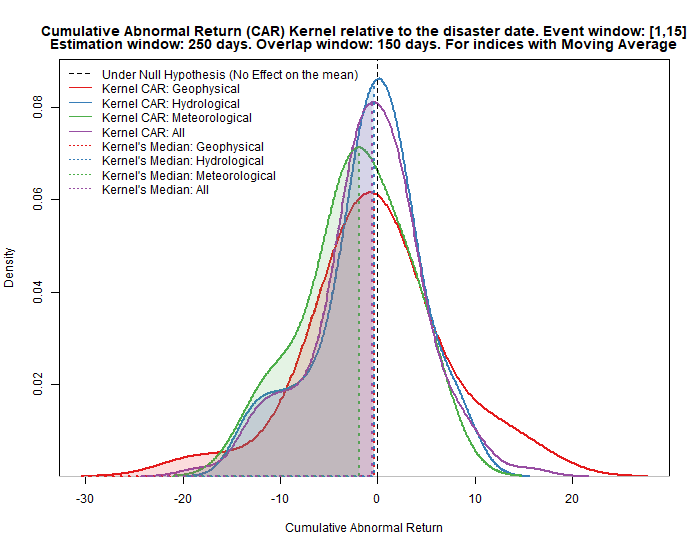 Cumulative Abnormal Return (CAR) Kernel relative to the disaster date. Event window: [1,15]
Estimation window: 250 days. Overlap window: 150 days. For indices with Moving Average
Under Null Hypothesis (No Effect on the mean)
Kernel CAR: Geophysical
Kernel CAR: Hydrological
Kernel CAR: Meteorological
Kernel CAR: All
Kernel's Median: Geophysical
Kernel's Median: Hydrological
Kernel's Median: Meteorological
Kernel's Median: All
0.08
0.06
0.04
0.02
Density
-30 -20 -10 0 10 20
Cumulative Abnormal Return